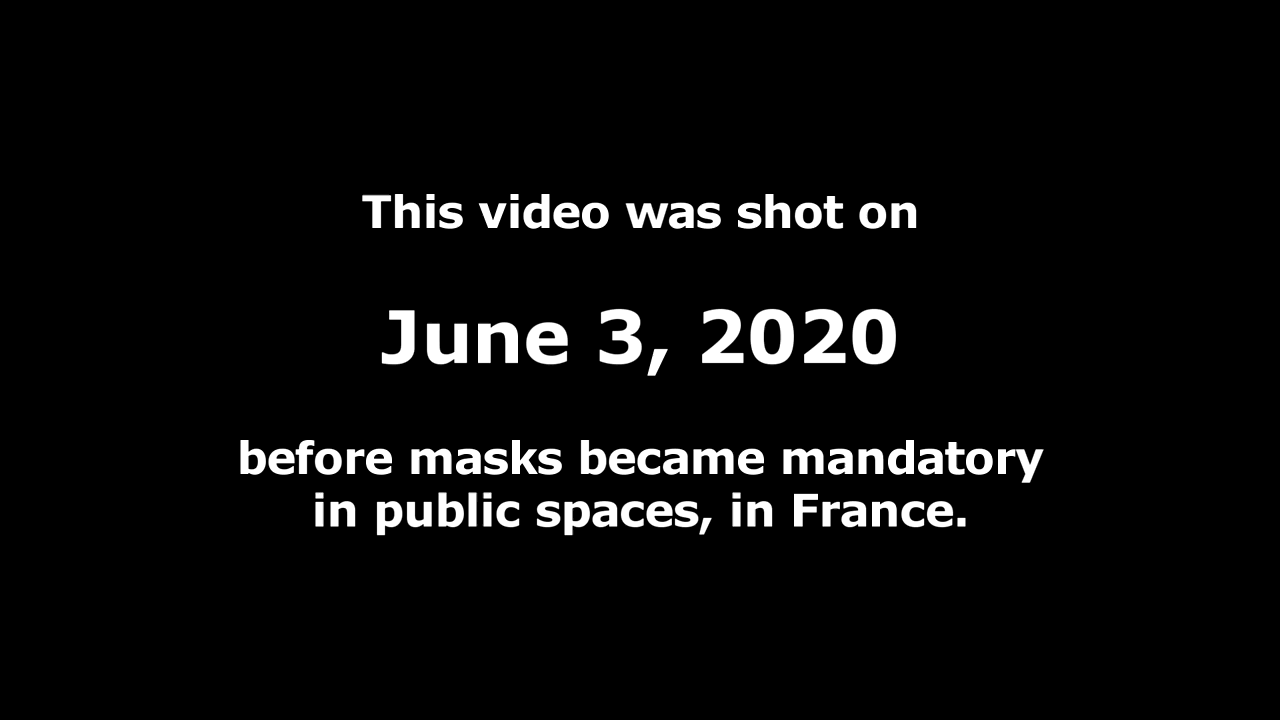 This video was shot on
June 3, 2020
before masks became mandatory
in public spaces, in France.